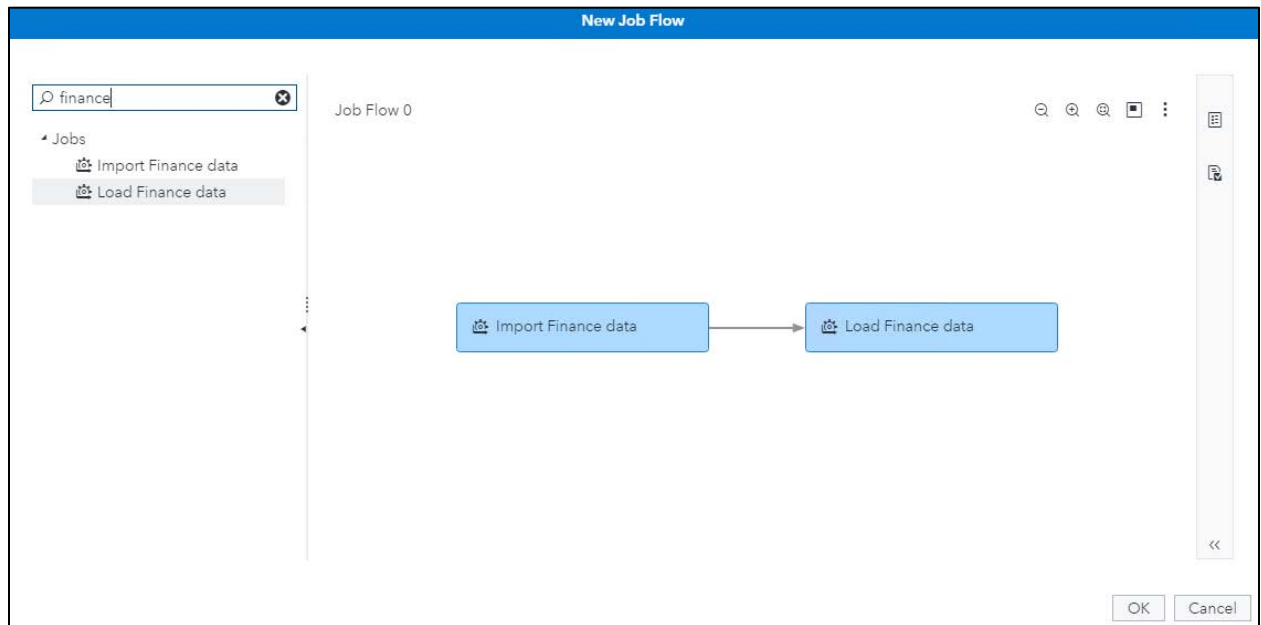 New Job Flow
finance
Jobs
Import Finance data
Load Finance data
Job Flow 0
Import Finance data
Load Finance data
OK
Cancel